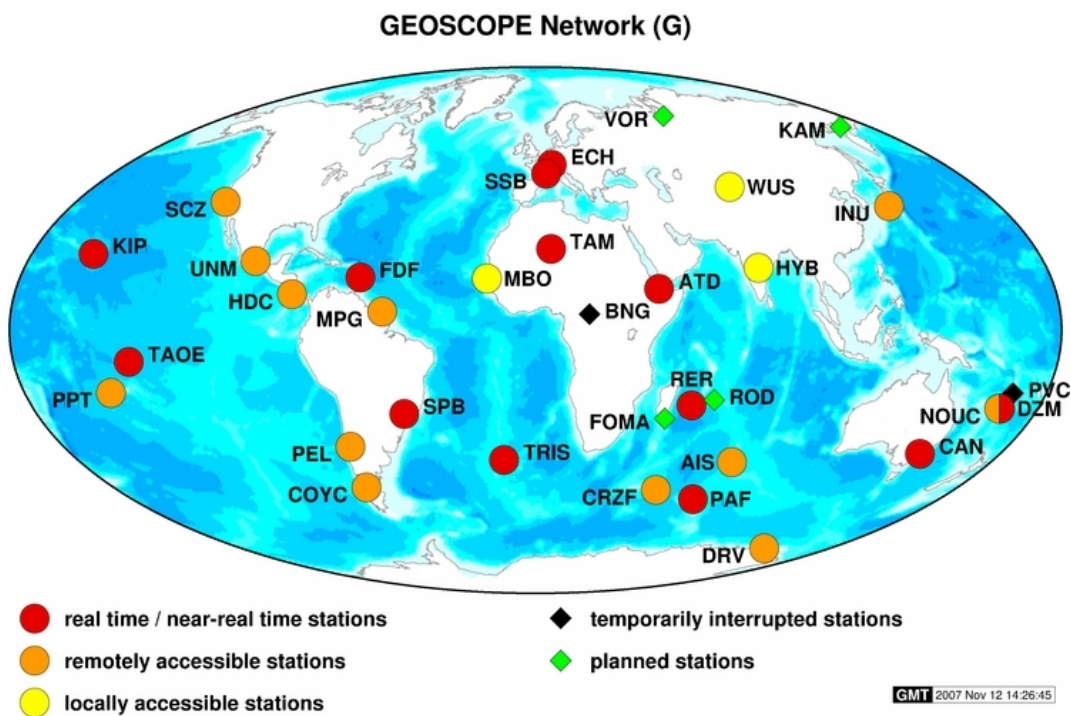 GEOSCOPE Network (G)
VOR
KAM
ECH
SSB
WUS
SCZ
INU
KIP
TAM
UNM
FDF
MBO
HYB
ATD
HDC
BNG
MPG
TAOE
RER
PVC
PPT
ROD
SPB
NOUC
DZM
FOMA
CAN
PEL
TRIS
AIS
COYC
CRZF
PAF
DRV
real time / near-real time stations
temporarily interrupted stations
remotely accessible stations
planned stations
locally accessible stations
GMT 2007 Nov 12 14:26:45